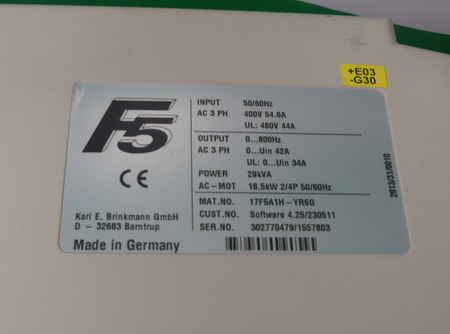 +E03
-G30
F5
INPUT 50/60Hz
AC 3 PH 400V 54.6A
UL: 480V 44A
OUTPUT 0...800Hz
AC 3 PH 0...Uin 42A
UL: 0...Uin 34A
POWER 29kVA
AC-MOT 18.5kW 2/4P 50/60Hz
MAT.NO. 17F5A1H-YR6G
CUST.NO. Software 4.25/230511
SER.NO. 302770479/1557803
2013/31/0010
CE
Karl E. Brinkmann GmbH
D - 32683 Barntrup
Made in Germany